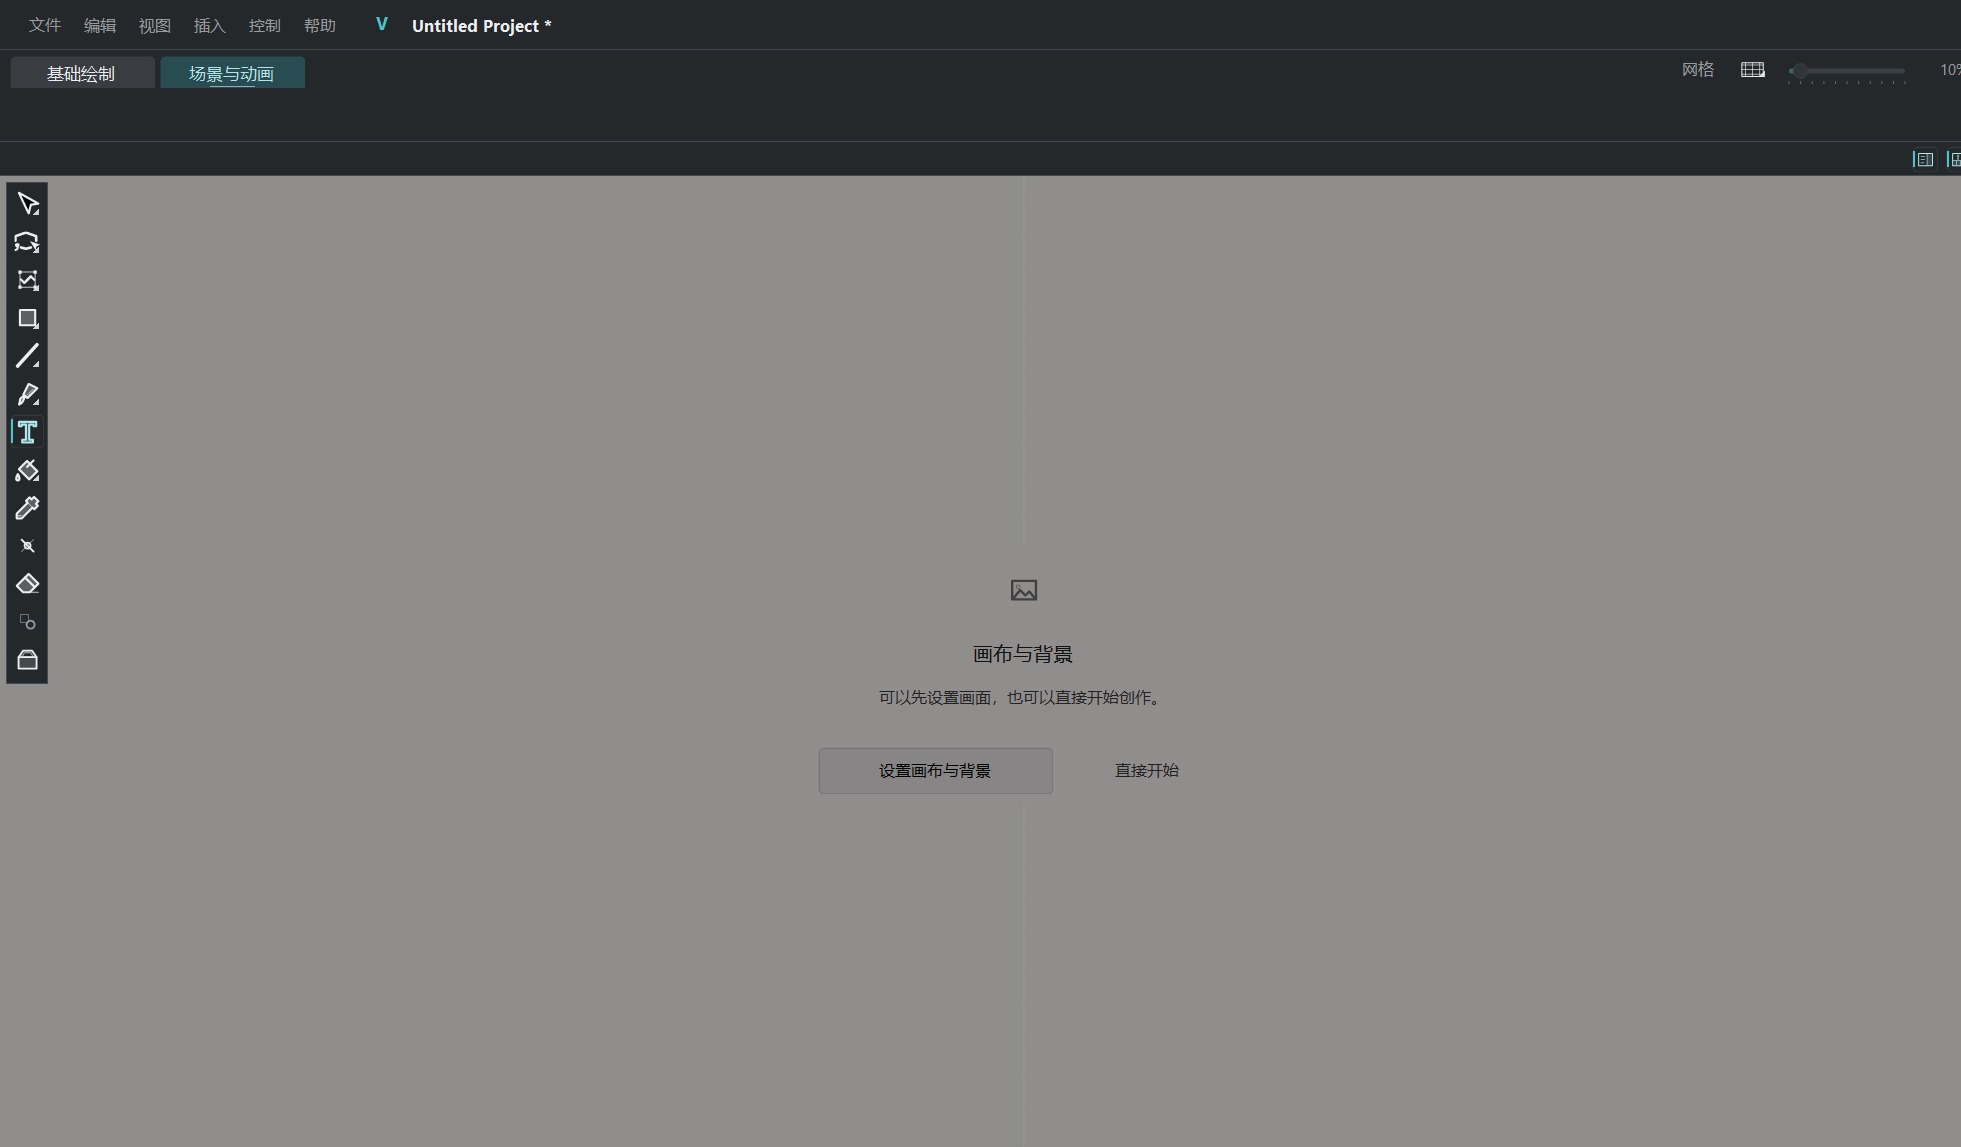 文件 编辑 视图 插入 控制 帮助 V Untitled Project *
基础绘制 场景与动画 网格 10%
画布与背景
可以先设置画面，也可以直接开始创作。
设置画布与背景 直接开始